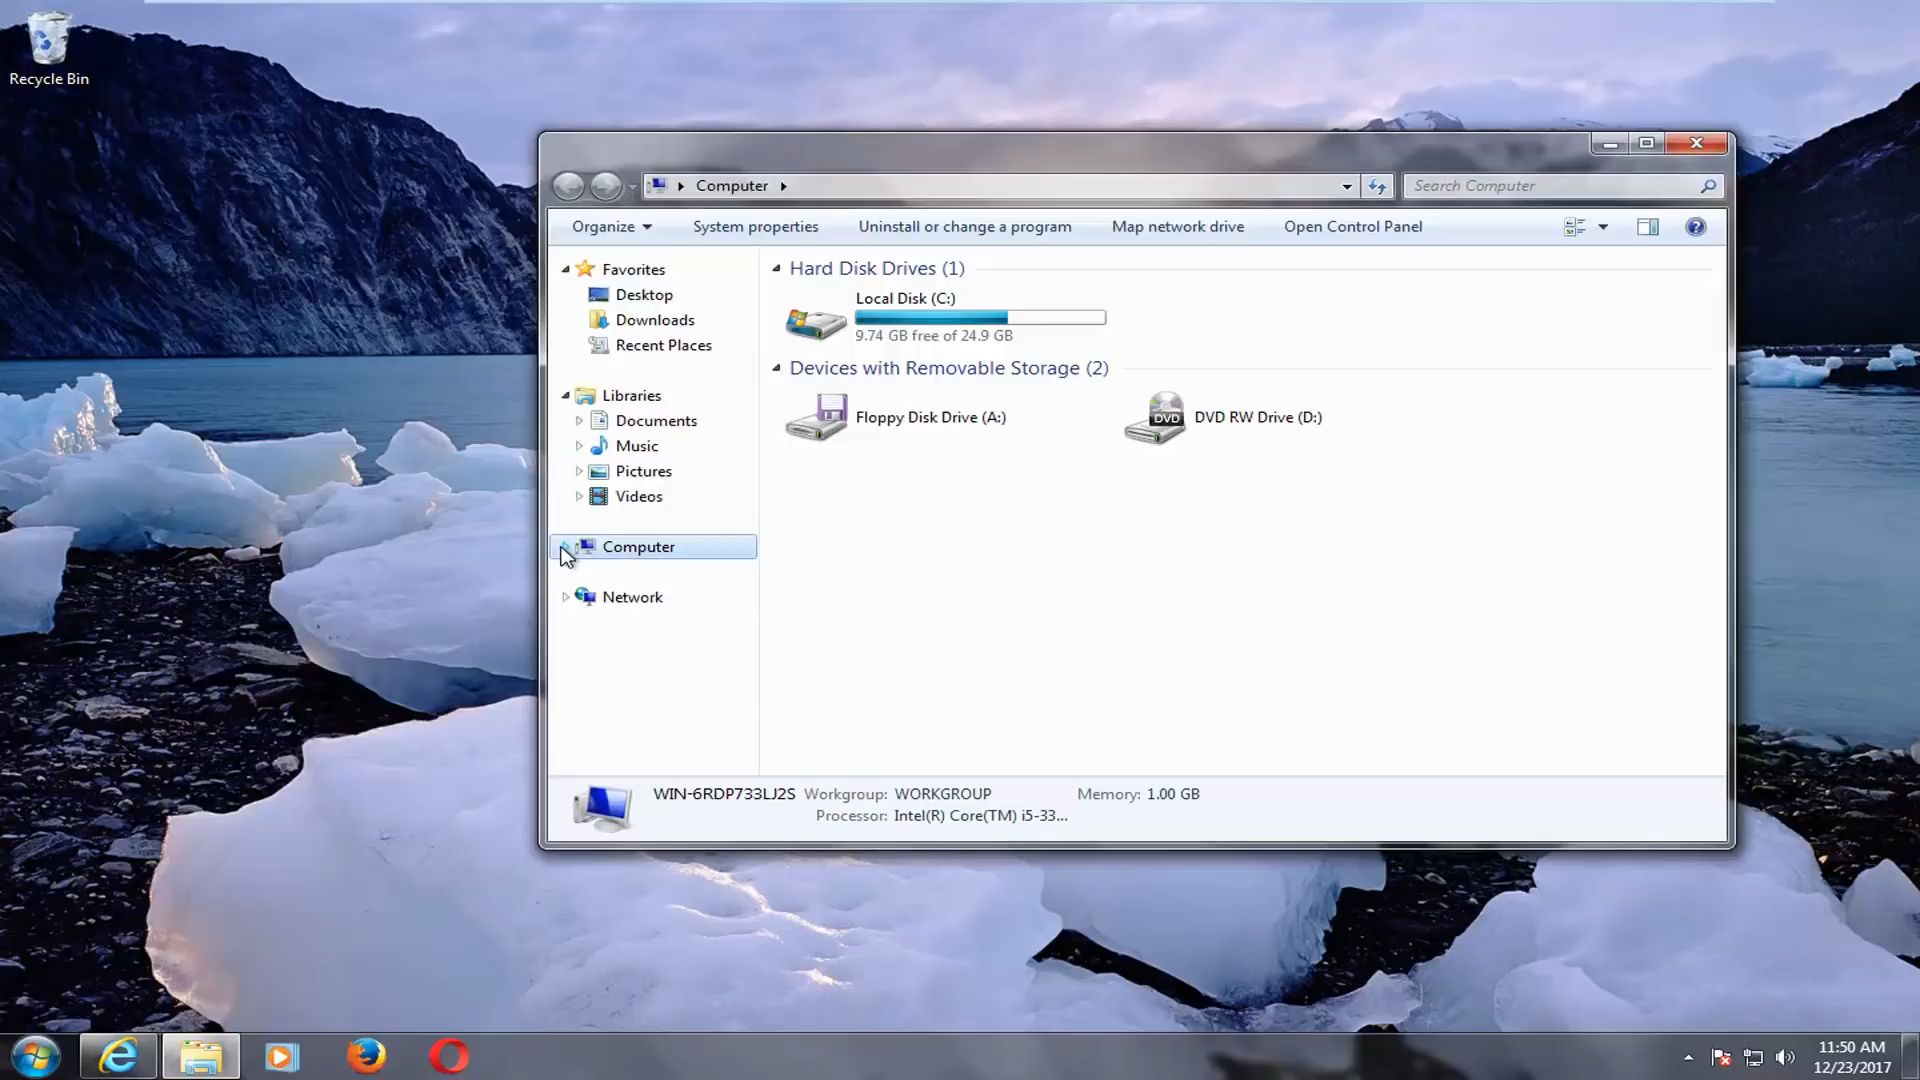 Recycle Bin
Computer
Search Computer
Organize
System properties
Uninstall or change a program
Map network drive
Open Control Panel
Favorites
Desktop
Downloads
Recent Places
Libraries
Documents
Music
Pictures
Videos
Computer
Network
Hard Disk Drives (1)
Local Disk (C:)
9.74 GB free of 24.9 GB
Devices with Removable Storage (2)
Floppy Disk Drive (A:)
DVD
DVD RW Drive (D:)
WIN-6RDP733LJ2S Workgroup: WORKGROUP Memory: 1.00 GB
Processor: Intel(R) Core(TM) i5-33...
11:50 AM
12/23/2017